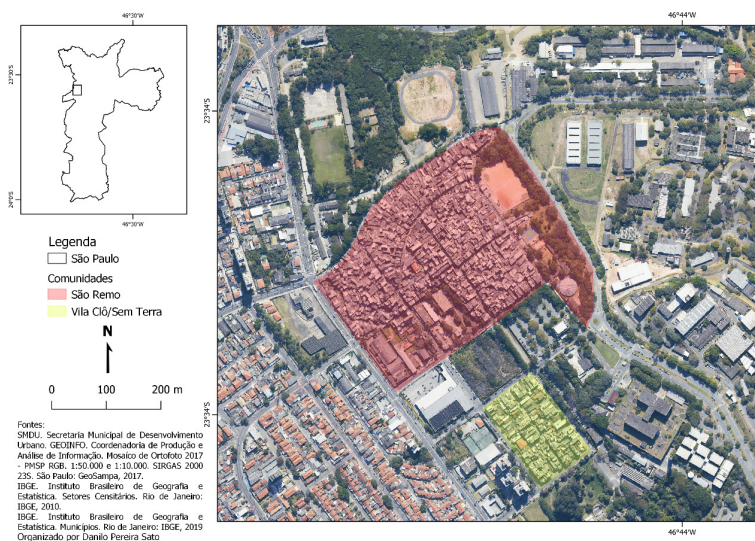 46°30'W
46°44'W
23°30'S
23°34'S
24°0'S
46°30'W
Legenda
São Paulo
Comunidades
São Remo
Vila Clô/Sem Terra
N
0 100 200 m
23°34'S
Fontes:
SMDU. Secretaria Municipal de Desenvolvimento
Urbano. GEOINFO. Coordenadoria de Produção e
Análise de Informação. Mosaico de Ortofoto 2017
- PMSP RGB. 1:50.000 e 1:10.000. SIRGAS 2000
23S. São Paulo: GeoSampa, 2017.
IBGE. Instituto Brasileiro de Geografia e
Estatística. Setores Censitários. Rio de Janeiro:
IBGE, 2010.
IBGE. Instituto Brasileiro de Geografia e
Estatística. Municípios. Rio de Janeiro: IBGE, 2019
Organizado por Danilo Pereira Sato
46°44'W